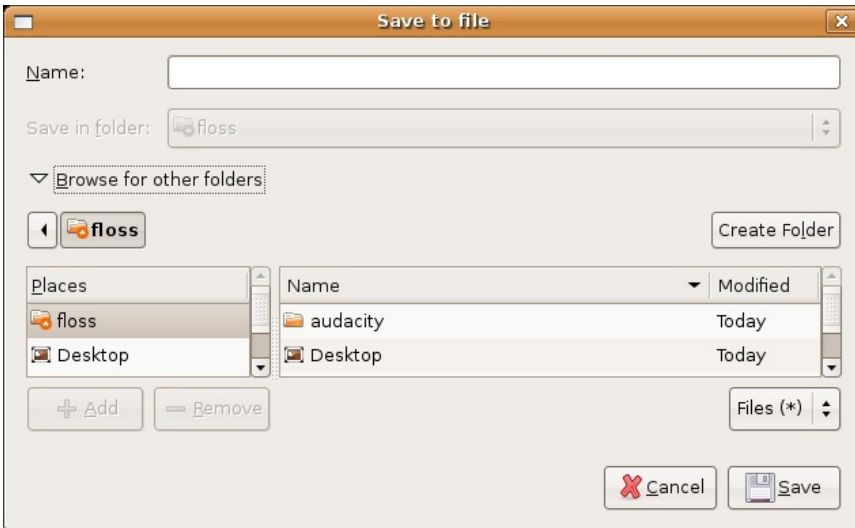 Save to file
Name:
Save in folder: floss
Browse for other folders
floss Create Folder
Places Name Modified
floss audacity Today
Desktop Desktop Today
Add Remove Files (*)
Cancel Save